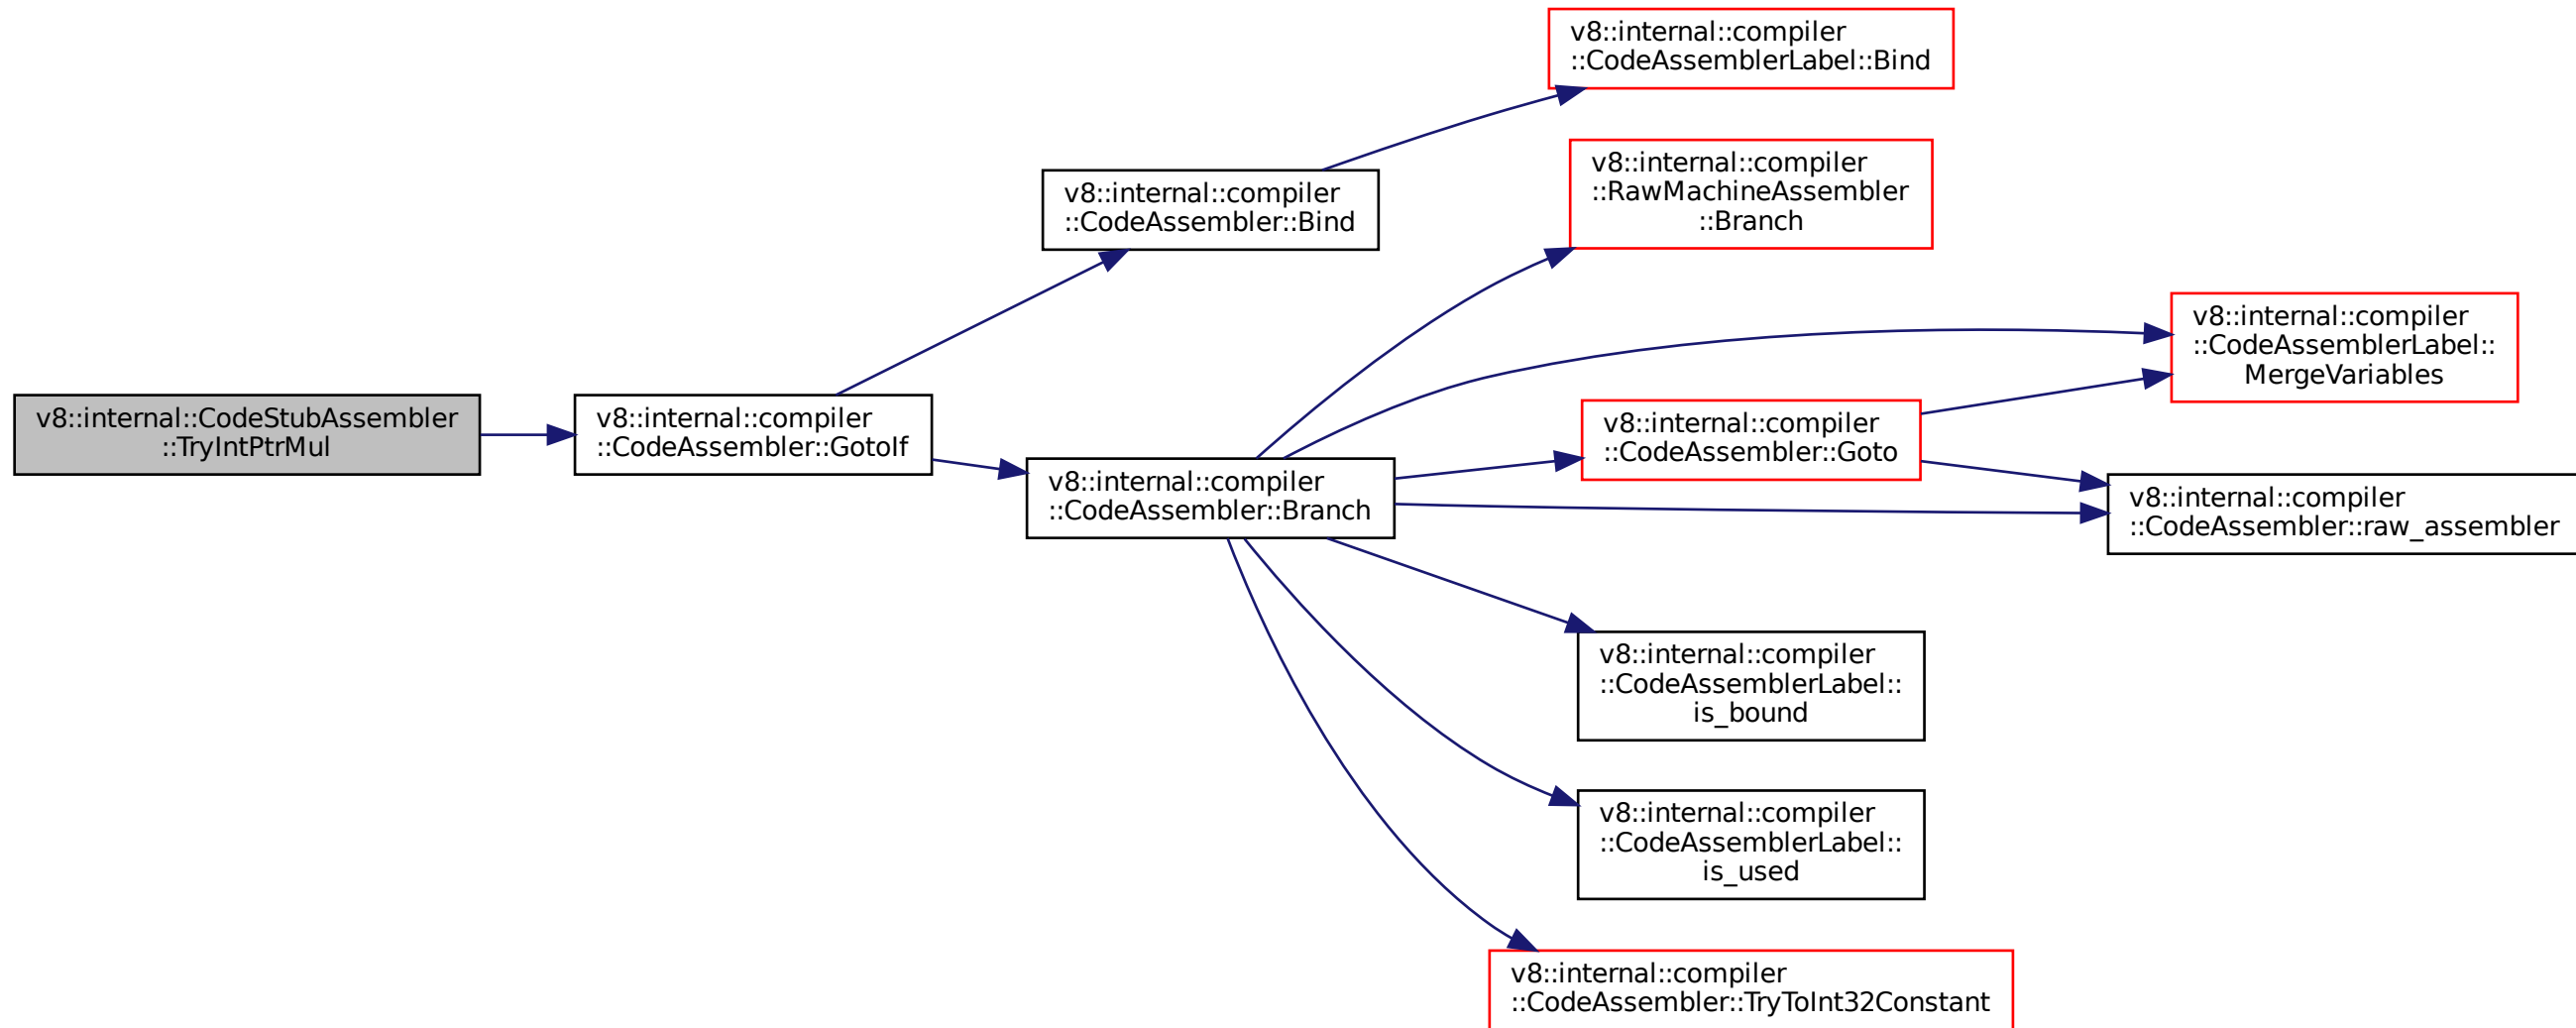 v8::internal::compiler
::CodeAssemblerLabel::Bind
v8::internal::compiler
::RawMachineAssembler
::Branch
v8::internal::compiler
::CodeAssembler::Bind
v8::internal::compiler
::CodeAssemblerLabel::
MergeVariables
v8::internal::CodeStubAssembler
::TryIntPtrMul
v8::internal::compiler
::CodeAssembler::GotoIf
v8::internal::compiler
::CodeAssembler::Goto
v8::internal::compiler
::CodeAssembler::Branch
v8::internal::compiler
::CodeAssembler::raw_assembler
v8::internal::compiler
::CodeAssemblerLabel::
is_bound
v8::internal::compiler
::CodeAssemblerLabel::
is_used
v8::internal::compiler
::CodeAssembler::TryToInt32Constant